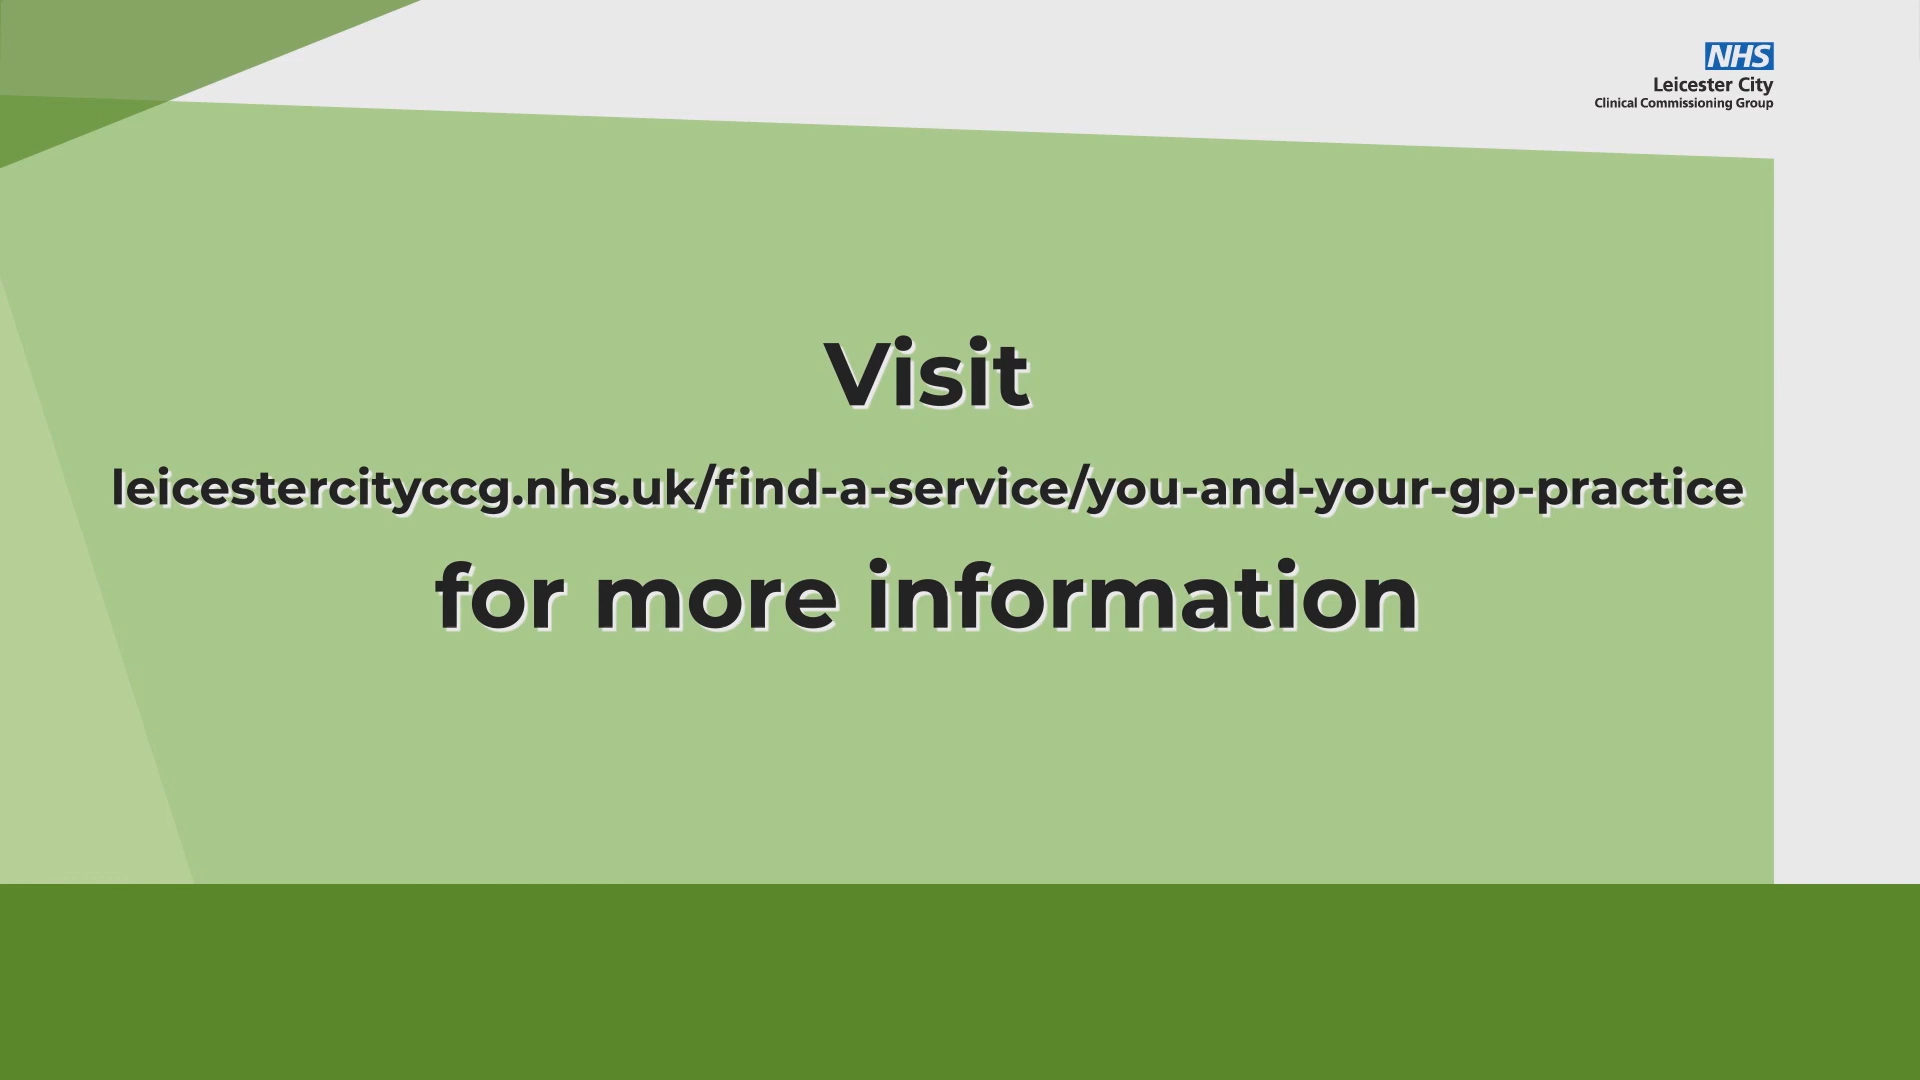 NHS
Leicester City
Clinical Commissioning Group
Visit
leicestercityccg.nhs.uk/find-a-service/you-and-your-gp-practice
for more information